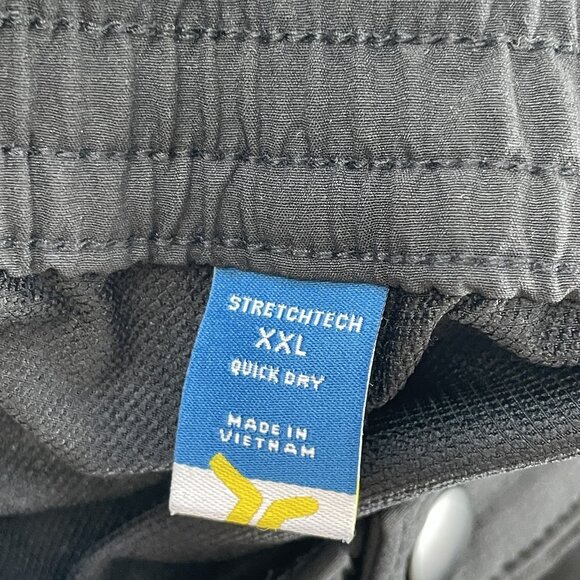 STRETCHTECH
XXL
QUICK DRY
MADE IN
VIETNAM